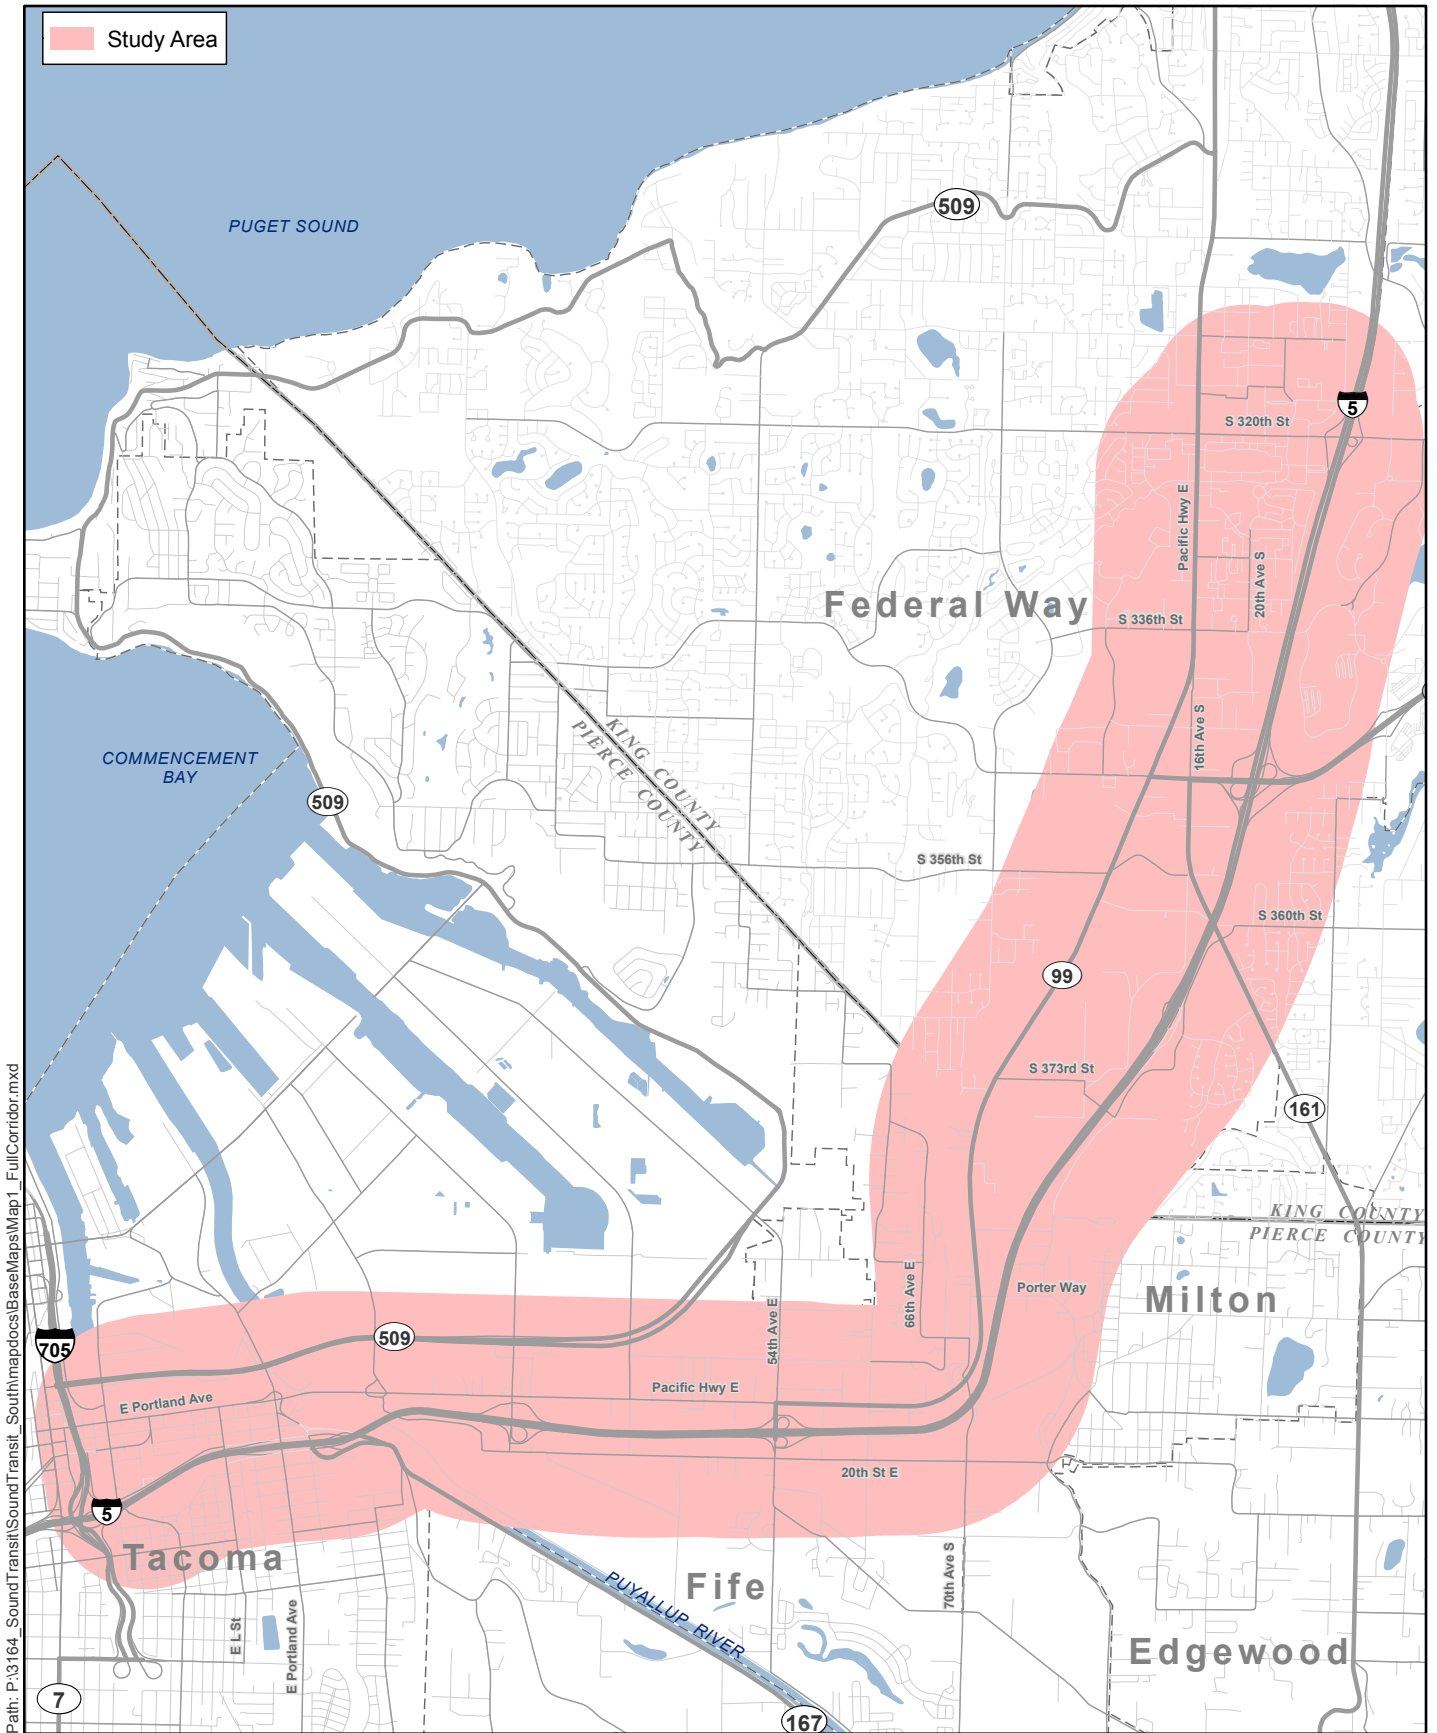 Study Area
PUGET SOUND
509
5
S 320th St
Pacific Hwy E
20th Ave S
Federal Way
S 336th St
16th Ave S
KING COUNTY
PIERCE COUNTY
COMMENCEMENT
BAY
509
S 356th St
S 360th St
99
S 373rd St
161
KING COUNTY
PIERCE COUNTY
Porter Way
Milton
66th Ave E
54th Ave E
509
705
Pacific Hwy E
E Portland Ave
20th St E
5
Tacoma
Fife
PUYALLUP RIVER
70th Ave S
E L St
E Portland Ave
Edgewood
7
167
Path: P:\3164_SoundTransit\SoundTransit_South\mapdocs\BaseMaps\Map1_FullCorridor.mxd